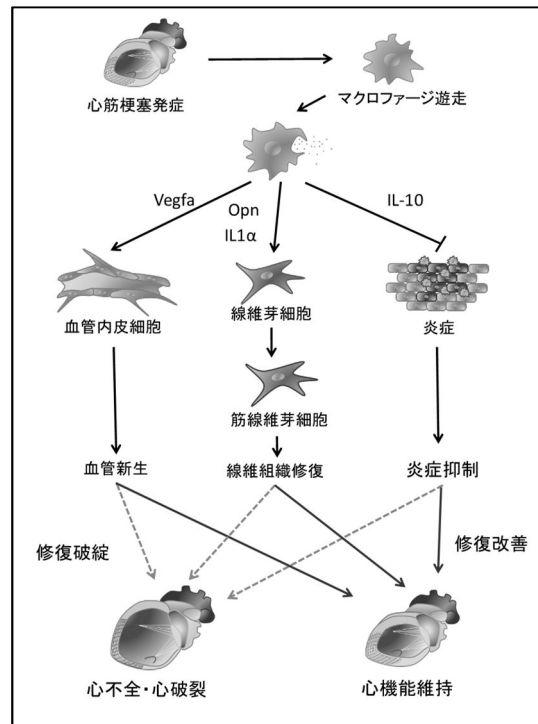 心筋梗塞発症
マクロファージ遊走
Vegfa
Opn
IL1α
IL-10
血管内皮細胞
線維芽細胞
炎症
筋線維芽細胞
血管新生
線維組織修復
炎症抑制
修復破綻
修復改善
心不全・心破裂
心機能維持